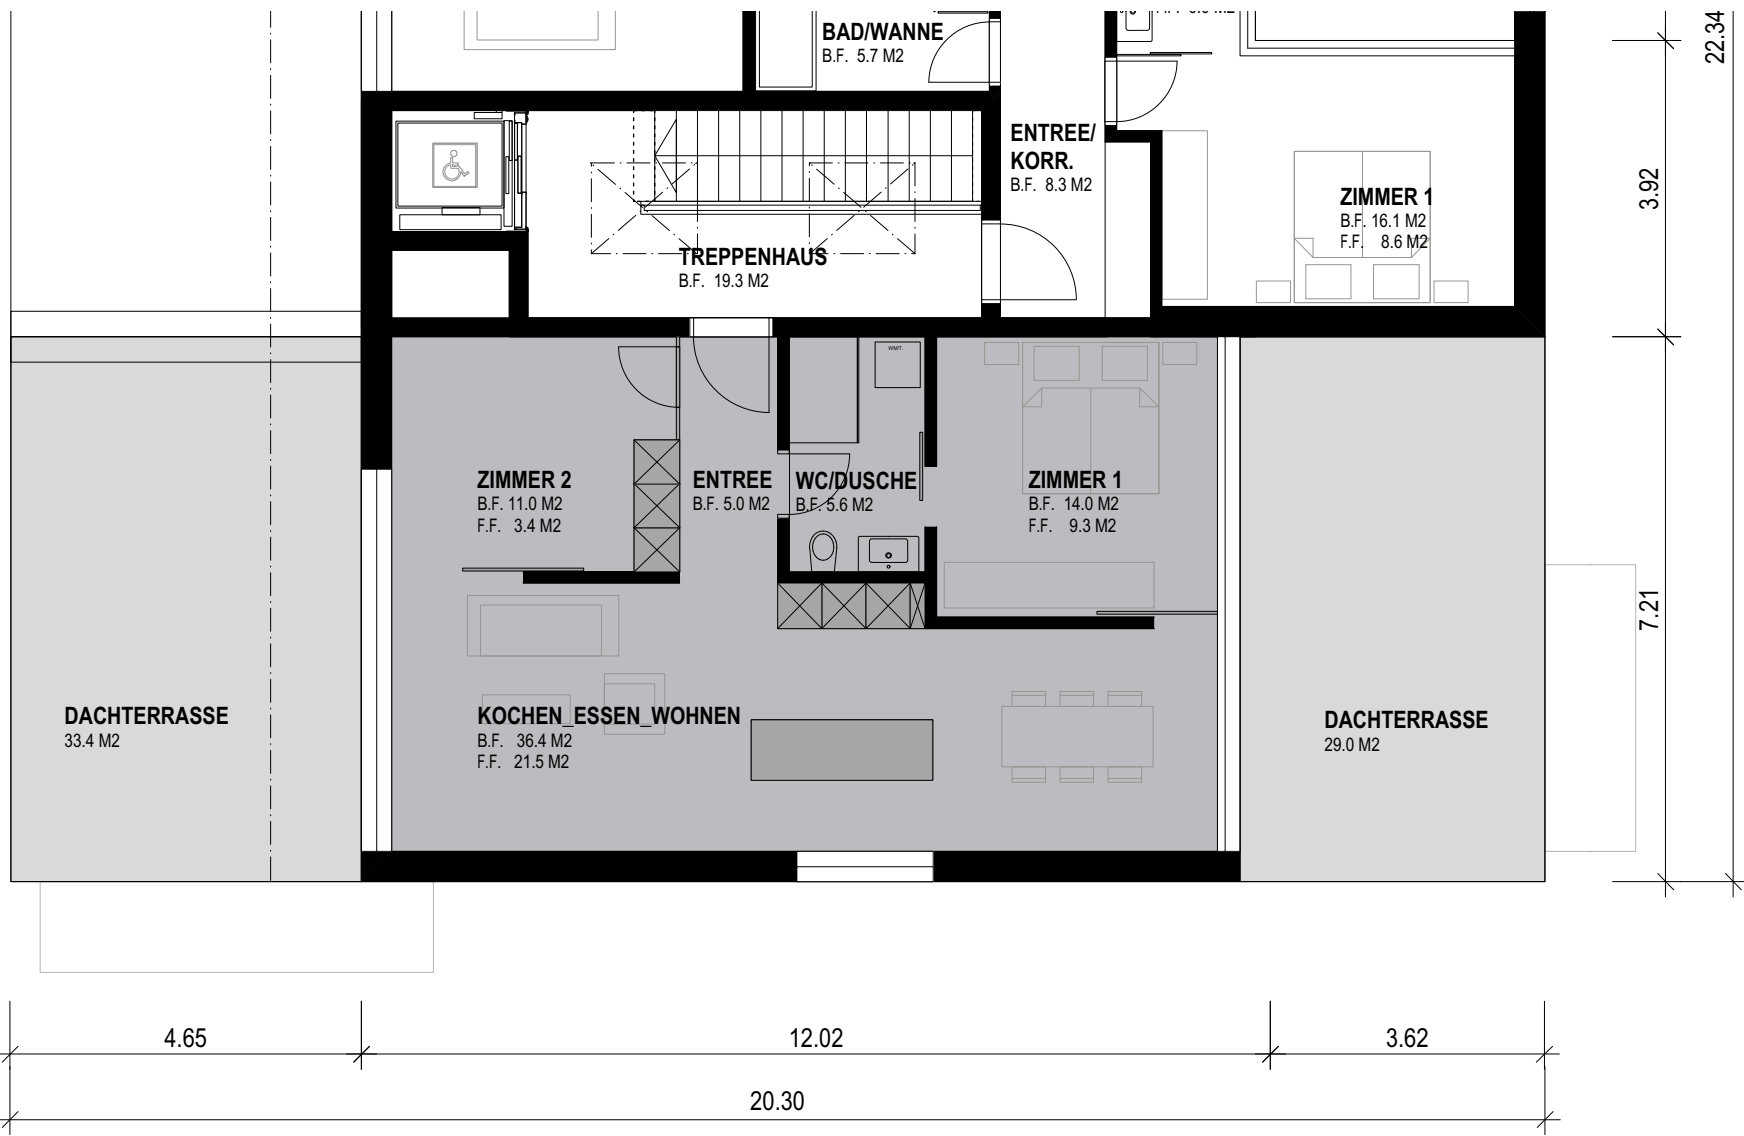 BAD/WANNE
B.F. 5.7 M2
22.34
ENTREE/
KORR.
B.F. 8.3 M2
3.92
ZIMMER 1
B.F. 16.1 M2
F.F. 8.6 M2
TREPPENHAUS
B.F. 19.3 M2
ZIMMER 2
B.F. 11.0 M2
F.F. 3.4 M2
ENTREE
B.F. 5.0 M2
WC/DUSCHE
B.F. 5.6 M2
ZIMMER 1
B.F. 14.0 M2
F.F. 9.3 M2
7.21
DACHTERRASSE
33.4 M2
KOCHEN_ESSEN_WOHNEN
B.F. 36.4 M2
F.F. 21.5 M2
DACHTERRASSE
29.0 M2
4.65
12.02
3.62
20.30